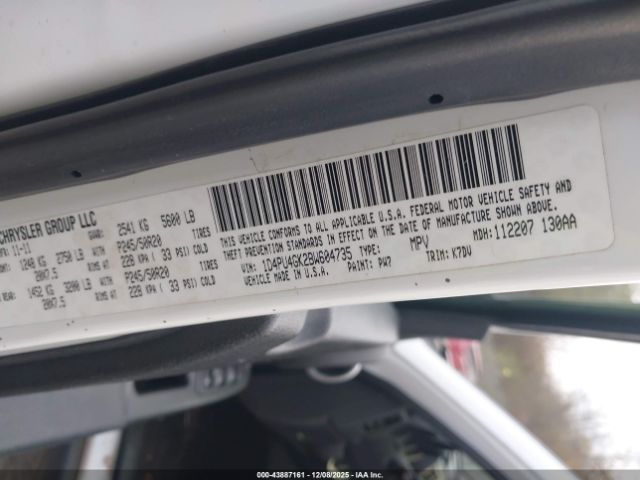 CHRYSLER GROUP LLC
11-11
GVWR: 2541 KG 5600 LB
FRONT: 1248 KG 2750 LB
TIRES P245/50R20
RIMS AT 20X7.5
228 KPA ( 33 PSI) COLD
REAR: 1452 KG 3200 LB
TIRES P245/50R20
RIMS AT 20X7.5
228 KPA ( 33 PSI) COLD
THIS VEHICLE CONFORMS TO ALL APPLICABLE U.S.A. FEDERAL MOTOR VEHICLE SAFETY AND
THEFT PREVENTION STANDARDS IN EFFECT ON THE DATE OF MANUFACTURE SHOWN ABOVE.
MDH: 112207 130AA
VIN: 1D4PU4GK2BW604735 TYPE: MPV
VEHICLE MADE IN: U.S.A. PAINT: PW7 TRIM: K7DV
000-43887161 - 12/08/2025 - IAA Inc.